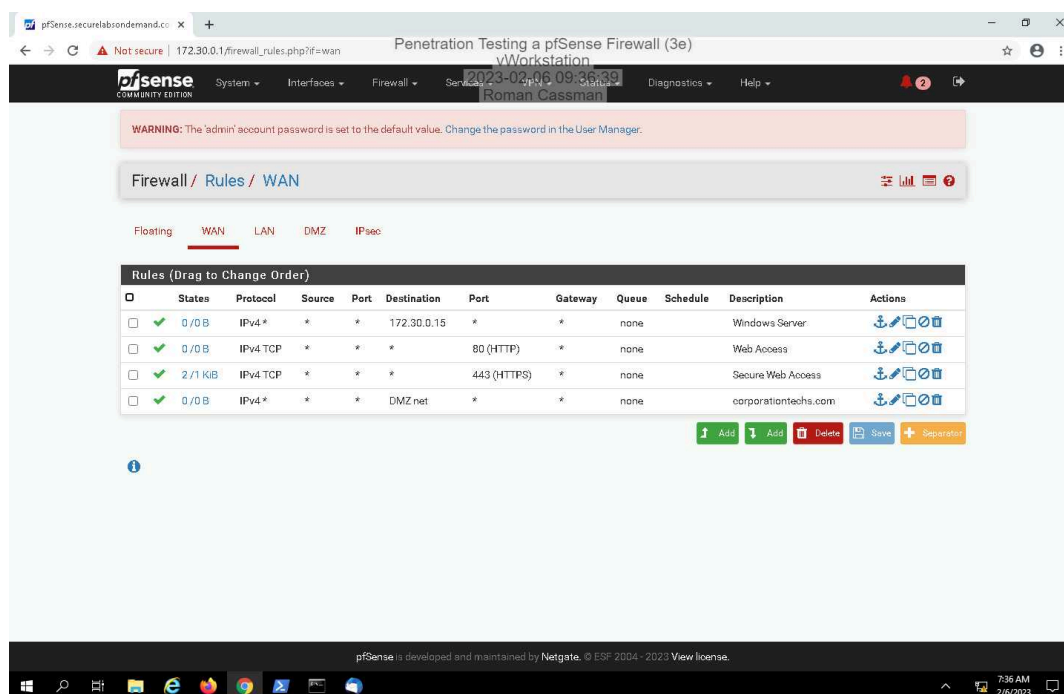 pfSense.securelabsondemand.co
Not secure | 172.30.0.1/firewall_rules.php?if=wan
Penetration Testing a pfSense Firewall (3e)
vWorkstation
2023-02-06 09:36:39
Roman Cassman
pfsense
COMMUNITY EDITION
System Interfaces Firewall Services VPN Status Diagnostics Help 2
WARNING: The 'admin' account password is set to the default value. Change the password in the User Manager.
Firewall / Rules / WAN
Floating WAN LAN DMZ IPsec
Rules (Drag to Change Order)
States Protocol Source Port Destination Port Gateway Queue Schedule Description Actions
0 /0 B IPv4 * * * 172.30.0.15 * * none Windows Server
0 /0 B IPv4 TCP * * * 80 (HTTP) * none Web Access
2 /1 KiB IPv4 TCP * * * 443 (HTTPS) * none Secure Web Access
0 /0 B IPv4 * * * DMZ net * * none corporationtechs.com
Add Add Delete Save Separator
pfSense is developed and maintained by Netgate. © ESF 2004 - 2023 View license.
7:36 AM
2/6/2023